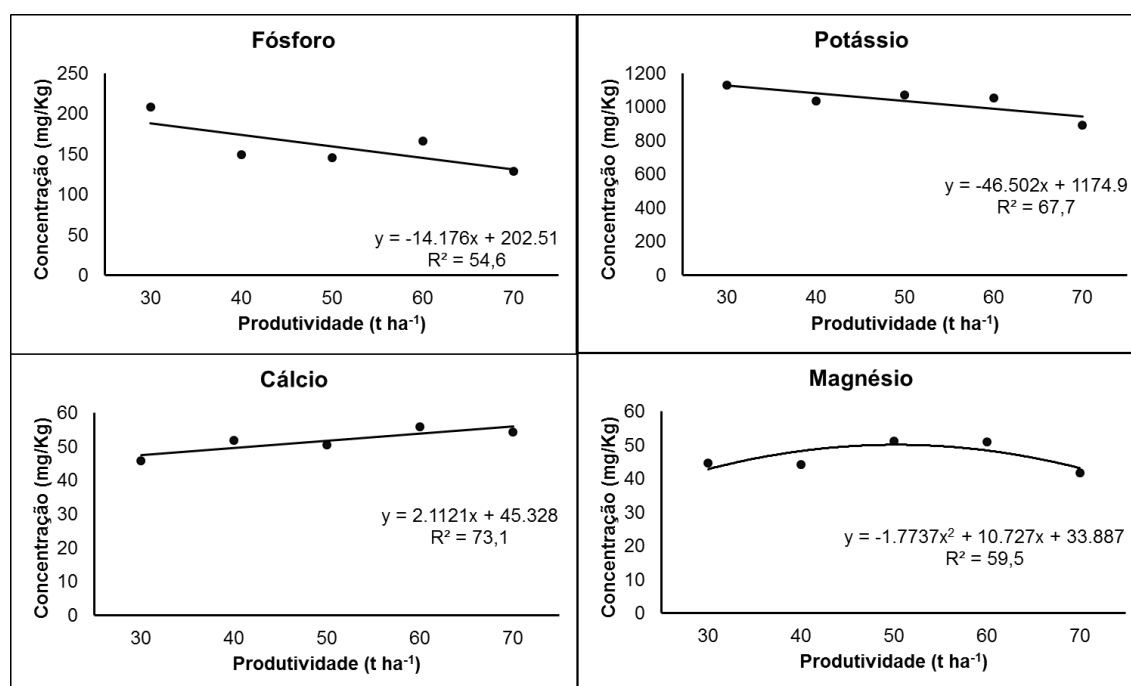 Fósforo
Concentração (mg/Kg)
250
200
150
100
50
0
y = -14.176x + 202.51
R² = 54,6
30 40 50 60 70
Produtividade (t ha⁻¹)
Potássio
Concentração (mg/Kg)
1200
1000
800
600
400
200
0
y = -46.502x + 1174.9
R² = 67,7
30 40 50 60 70
Produtividade (t ha⁻¹)
Cálcio
Concentração (mg/Kg)
60
50
40
30
20
10
0
y = 2.1121x + 45.328
R² = 73,1
30 40 50 60 70
Produtividade (t ha⁻¹)
Magnésio
Concentração (mg/Kg)
60
50
40
30
20
10
0
y = -1.7737x² + 10.727x + 33.887
R² = 59,5
30 40 50 60 70
Produtividade (t ha⁻¹)